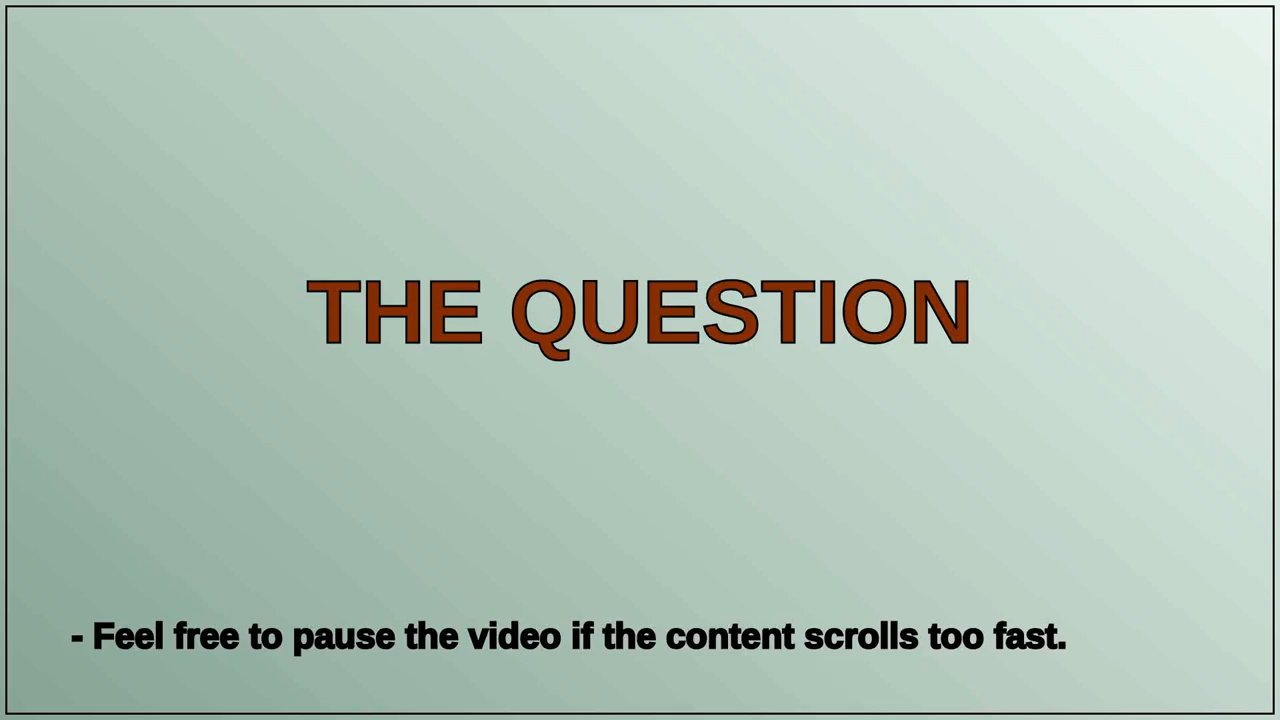 THE QUESTION
- Feel free to pause the video if the content scrolls too fast.